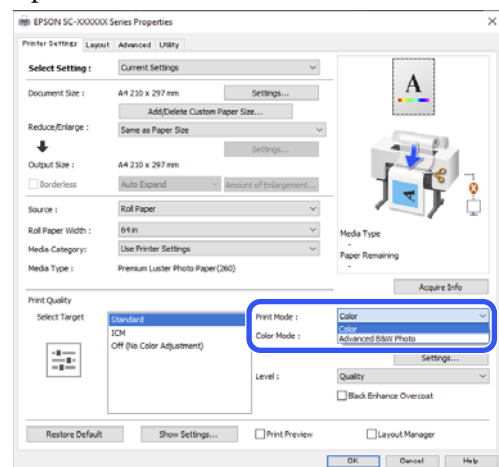 EPSON SC-XXXXXX Series Properties
Printer Settings Layout Advanced Utility
Select Setting : Current Settings
Document Size : A4 210 x 297 mm Settings...
Add/Delete Custom Paper Size...
Reduce/Enlarge : Same as Paper Size
Settings...
Output Size : A4 210 x 297 mm
Borderless Auto Expand Amount of Enlargement...
Source : Roll Paper
Roll Paper Width : 64 in
Media Category: Use Printer Settings
Media Type : Premium Luster Photo Paper(260)
A
Media Type
-
Paper Remaining
-
Acquire Info
Print Quality
Select Target
Standard
ICM
Off (No Color Adjustment)
Print Mode : Color
Color
Advanced B&W Photo
Color Mode :
Settings...
Level : Quality
Black Enhance Overcoat
Restore Default Show Settings... Print Preview Layout Manager
OK Cancel Help